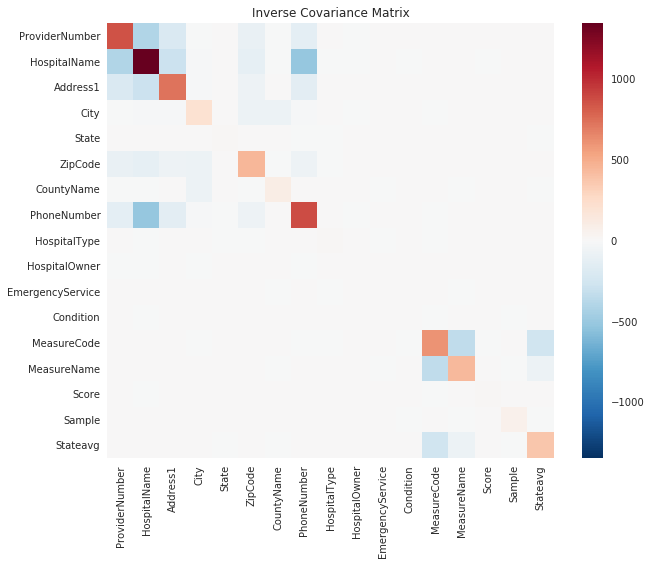 Inverse Covariance Matrix
ProviderNumber
HospitalName
Address1
City
State
ZipCode
CountyName
PhoneNumber
HospitalType
HospitalOwner
EmergencyService
Condition
MeasureCode
MeasureName
Score
Sample
Stateavg
1000
500
0
−500
−1000
ProviderNumber
HospitalName
Address1
City
State
ZipCode
CountyName
PhoneNumber
HospitalType
HospitalOwner
EmergencyService
Condition
MeasureCode
MeasureName
Score
Sample
Stateavg